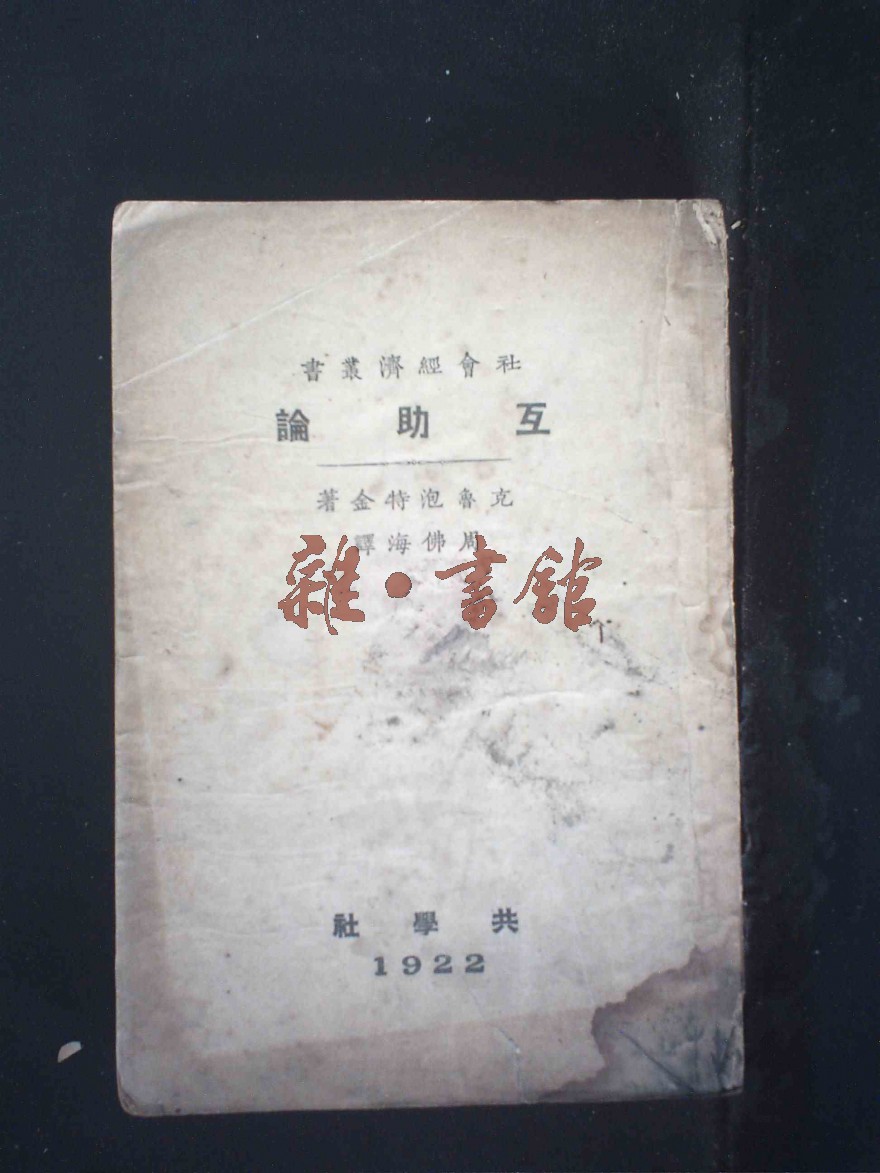 社會經濟叢書
互助論
克魯泡特金著
周佛海譯
雜·書舘
共學社
1922